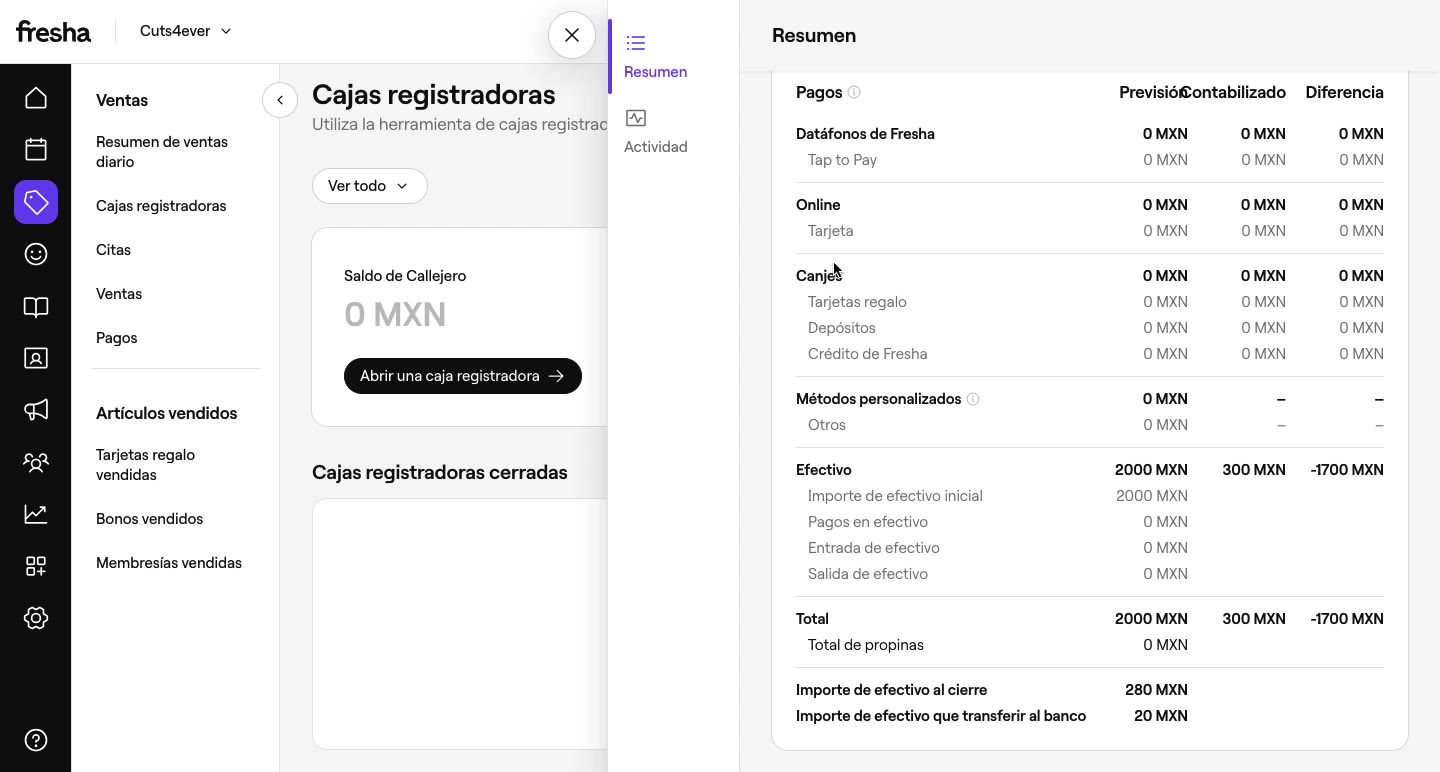 fresha
Cuts4ever
Ventas
Resumen de ventas
diario
Cajas registradoras
Citas
Ventas
Pagos
Artículos vendidos
Tarjetas regalo
vendidas
Bonos vendidos
Membresías vendidas
Cajas registradoras
Utiliza la herramienta de cajas registrad
Ver todo
Saldo de Callejero
0 MXN
Abrir una caja registradora
Cajas registradoras cerradas
Resumen
Actividad
Resumen
Pagos Previsión Contabilizado Diferencia
Datáfonos de Fresha 0 MXN 0 MXN 0 MXN
Tap to Pay 0 MXN 0 MXN 0 MXN
Online 0 MXN 0 MXN 0 MXN
Tarjeta 0 MXN 0 MXN 0 MXN
Canjes 0 MXN 0 MXN 0 MXN
Tarjetas regalo 0 MXN 0 MXN 0 MXN
Depósitos 0 MXN 0 MXN 0 MXN
Crédito de Fresha 0 MXN 0 MXN 0 MXN
Métodos personalizados 0 MXN – –
Otros 0 MXN – –
Efectivo 2000 MXN 300 MXN -1700 MXN
Importe de efectivo inicial 2000 MXN
Pagos en efectivo 0 MXN
Entrada de efectivo 0 MXN
Salida de efectivo 0 MXN
Total 2000 MXN 300 MXN -1700 MXN
Total de propinas 0 MXN
Importe de efectivo al cierre 280 MXN
Importe de efectivo que transferir al banco 20 MXN